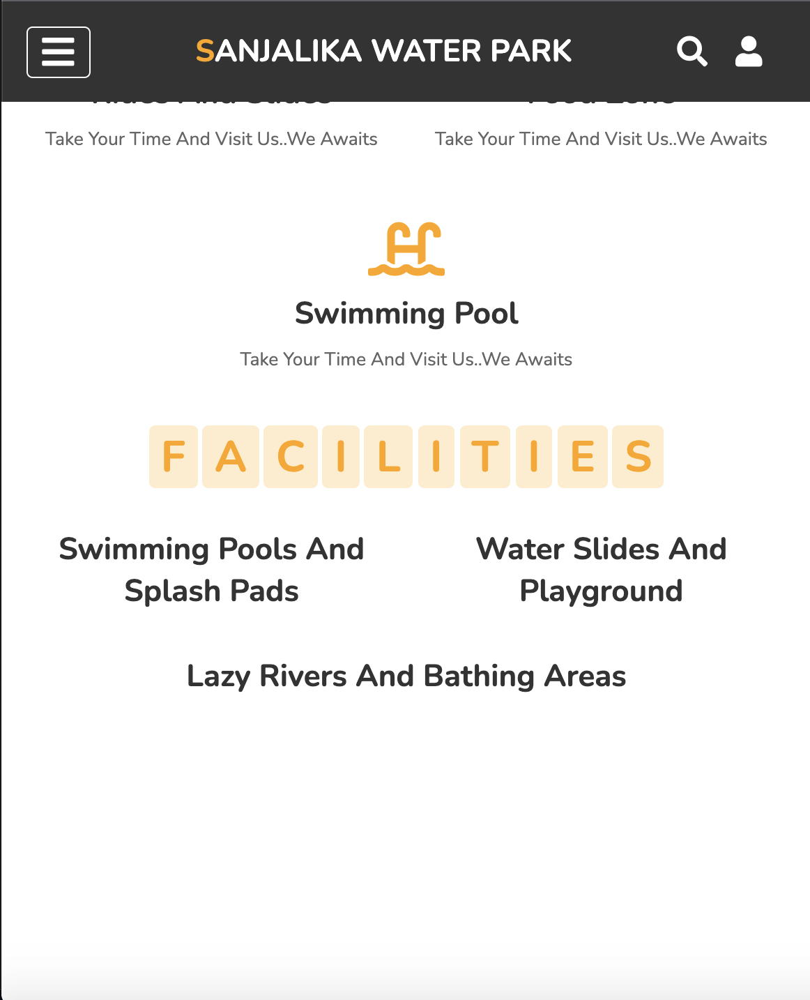 SANJALIKA WATER PARK
Take Your Time And Visit Us..We Awaits
Take Your Time And Visit Us..We Awaits
Swimming Pool
Take Your Time And Visit Us..We Awaits
FACILITIES
Swimming Pools And
Splash Pads
Water Slides And
Playground
Lazy Rivers And Bathing Areas